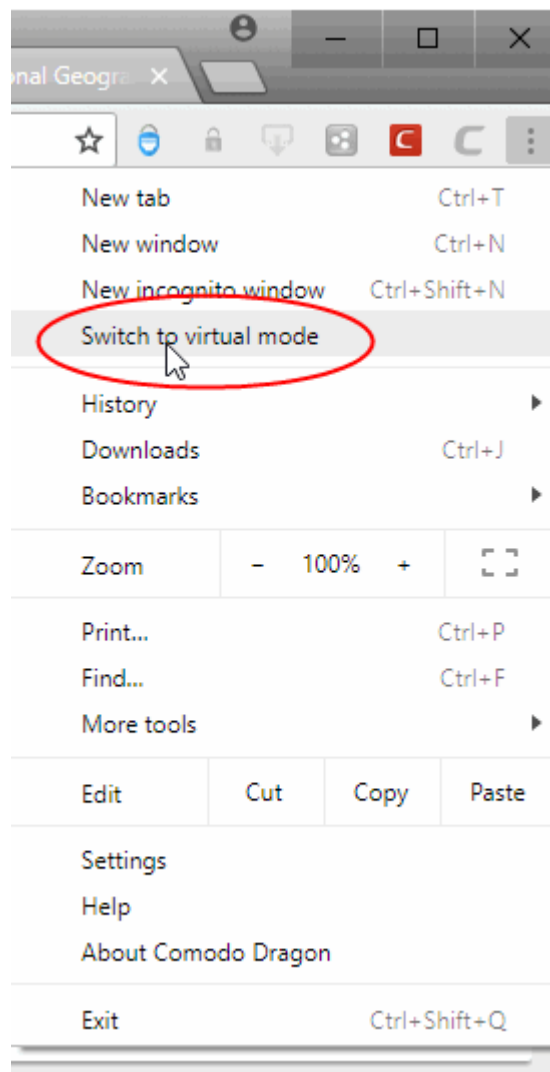 onal Geogra
New tab Ctrl+T
New window Ctrl+N
New incognito window Ctrl+Shift+N
Switch to virtual mode
History
Downloads Ctrl+J
Bookmarks
Zoom - 100% +
Print... Ctrl+P
Find... Ctrl+F
More tools
Edit Cut Copy Paste
Settings
Help
About Comodo Dragon
Exit Ctrl+Shift+Q